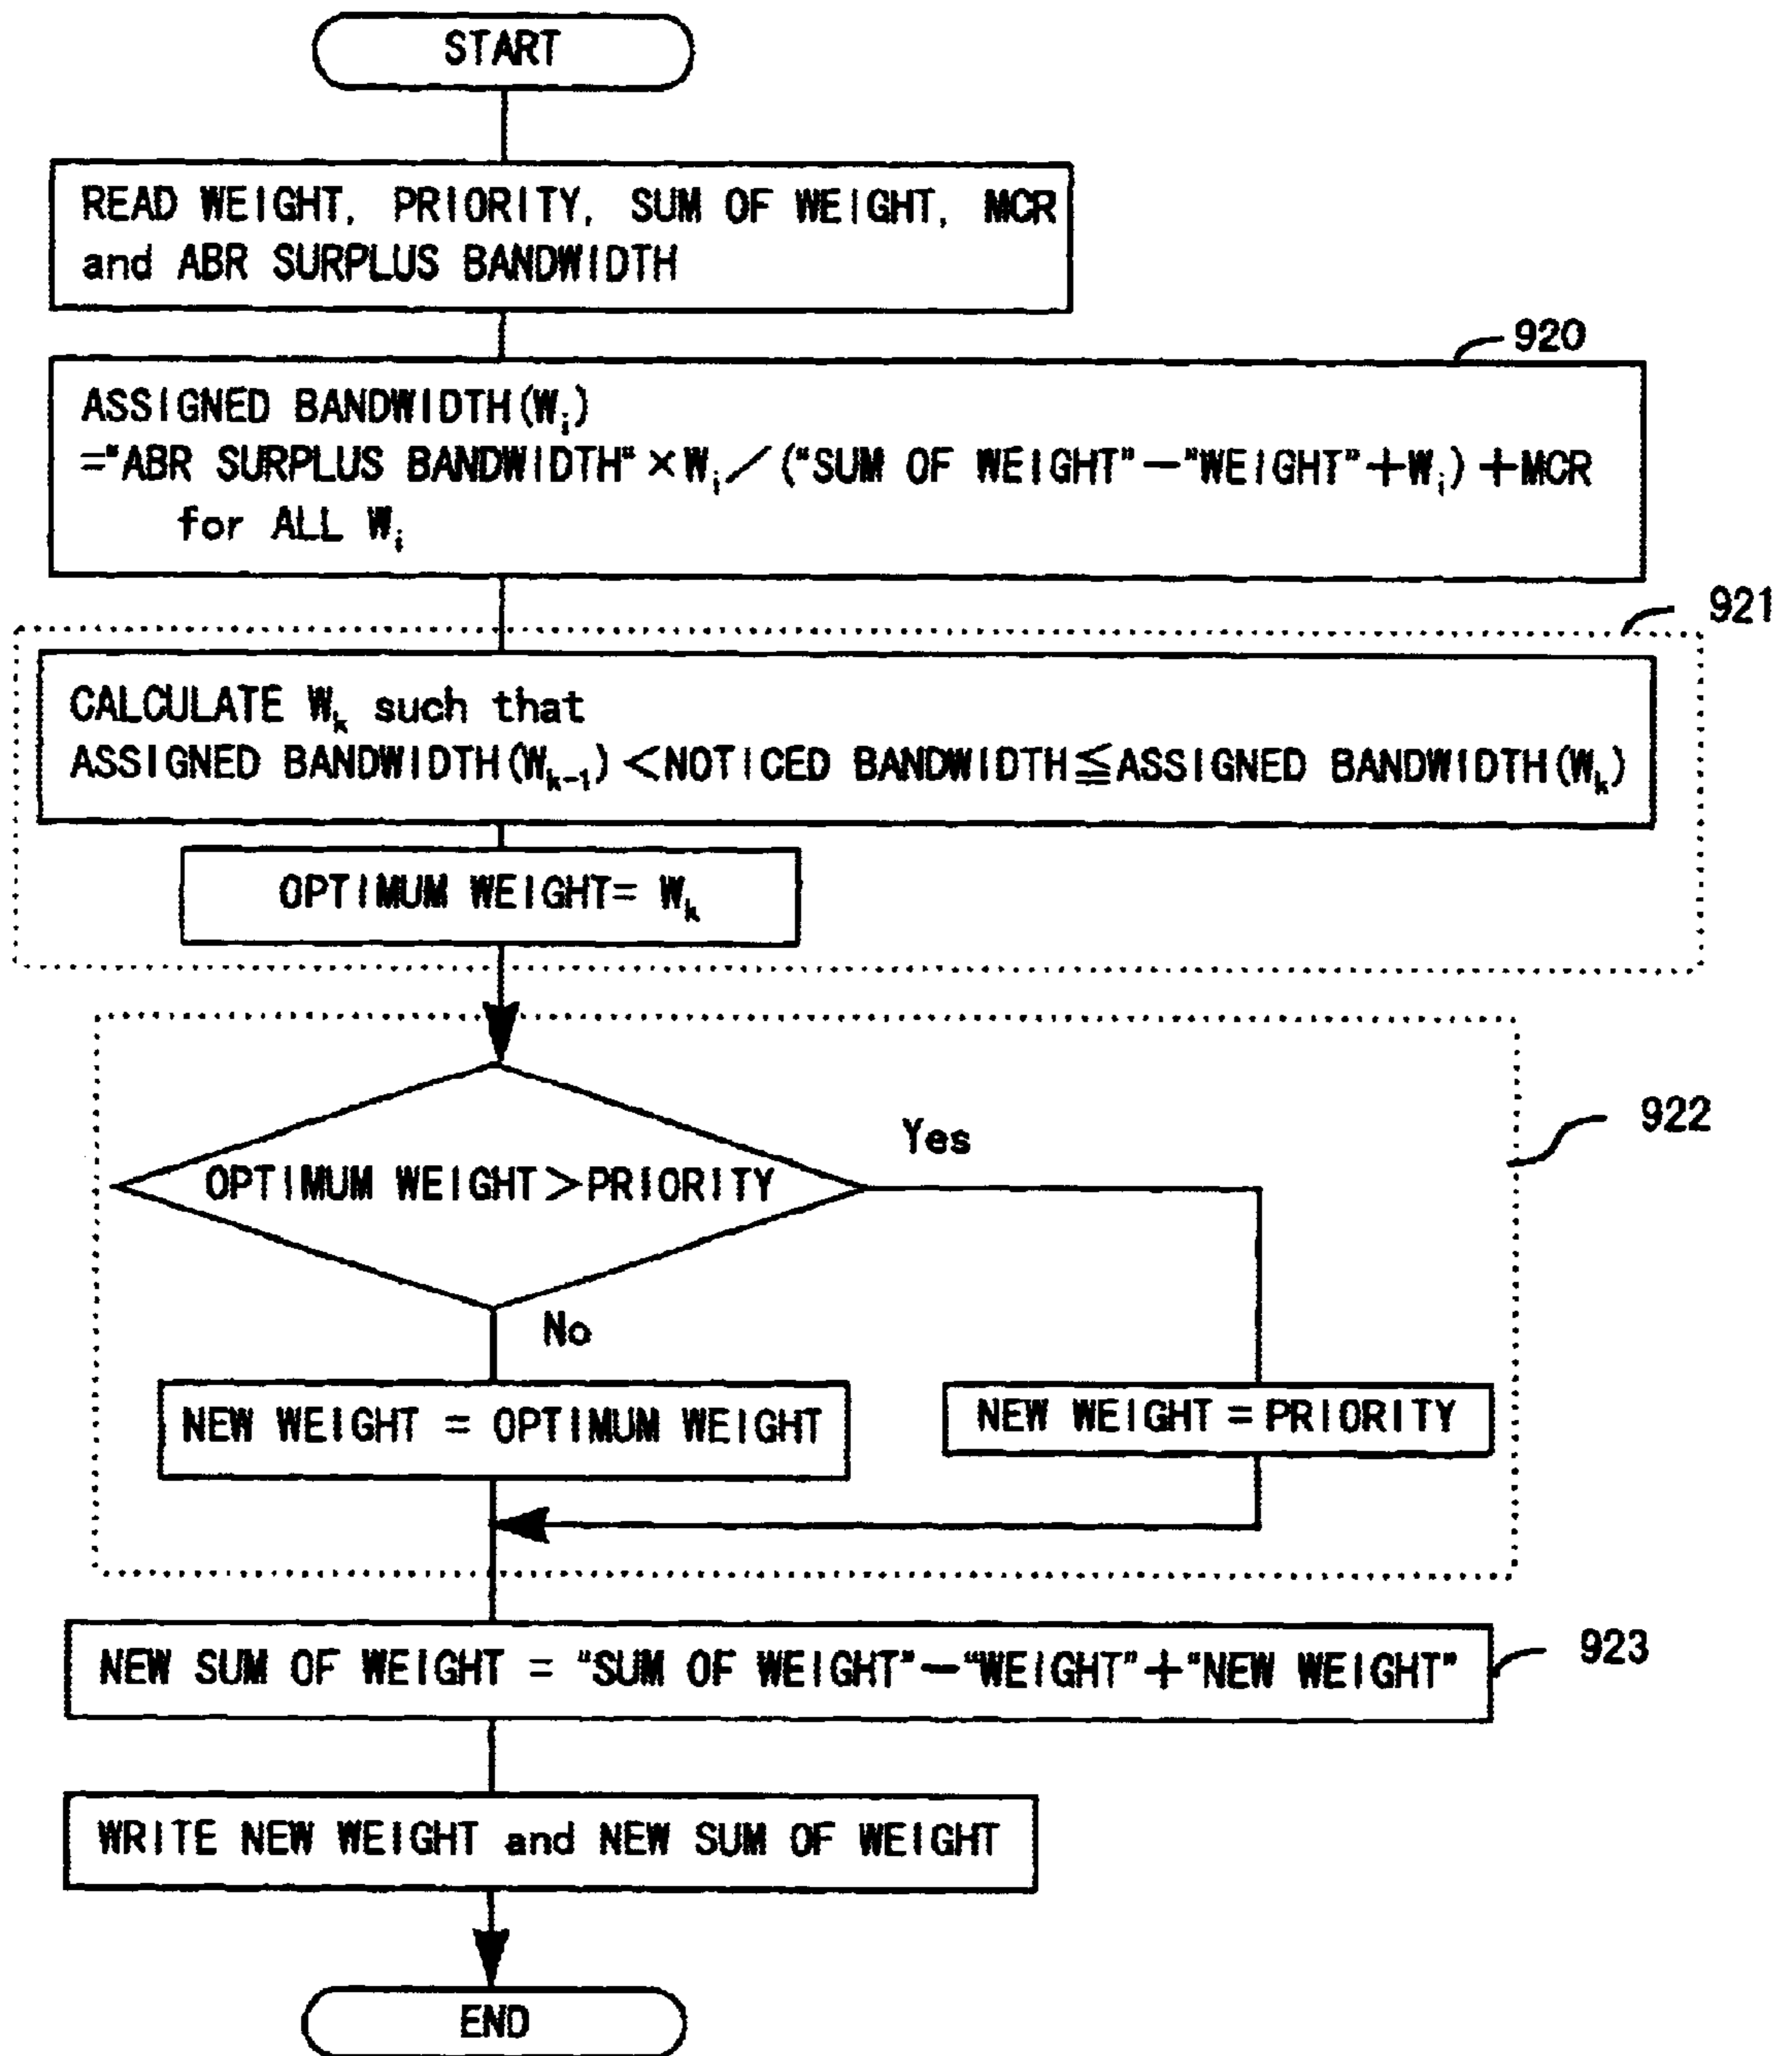 START
READ WEIGHT, PRIORITY, SUM OF WEIGHT, MCR
and ABR SURPLUS BANDWIDTH
920
ASSIGNED BANDWIDTH(Wi)
="ABR SURPLUS BANDWIDTH"×Wi/("SUM OF WEIGHT"−"WEIGHT"+Wi)+MCR
for ALL Wi
921
CALCULATE Wk such that
ASSIGNED BANDWIDTH(Wk-1)<NOTICED BANDWIDTH≦ASSIGNED BANDWIDTH(Wk)
OPTIMUM WEIGHT= Wk
922
Yes
OPTIMUM WEIGHT>PRIORITY
No
NEW WEIGHT = OPTIMUM WEIGHT
NEW WEIGHT=PRIORITY
923
NEW SUM OF WEIGHT = "SUM OF WEIGHT"−"WEIGHT"+"NEW WEIGHT"
WRITE NEW WEIGHT and NEW SUM OF WEIGHT
END